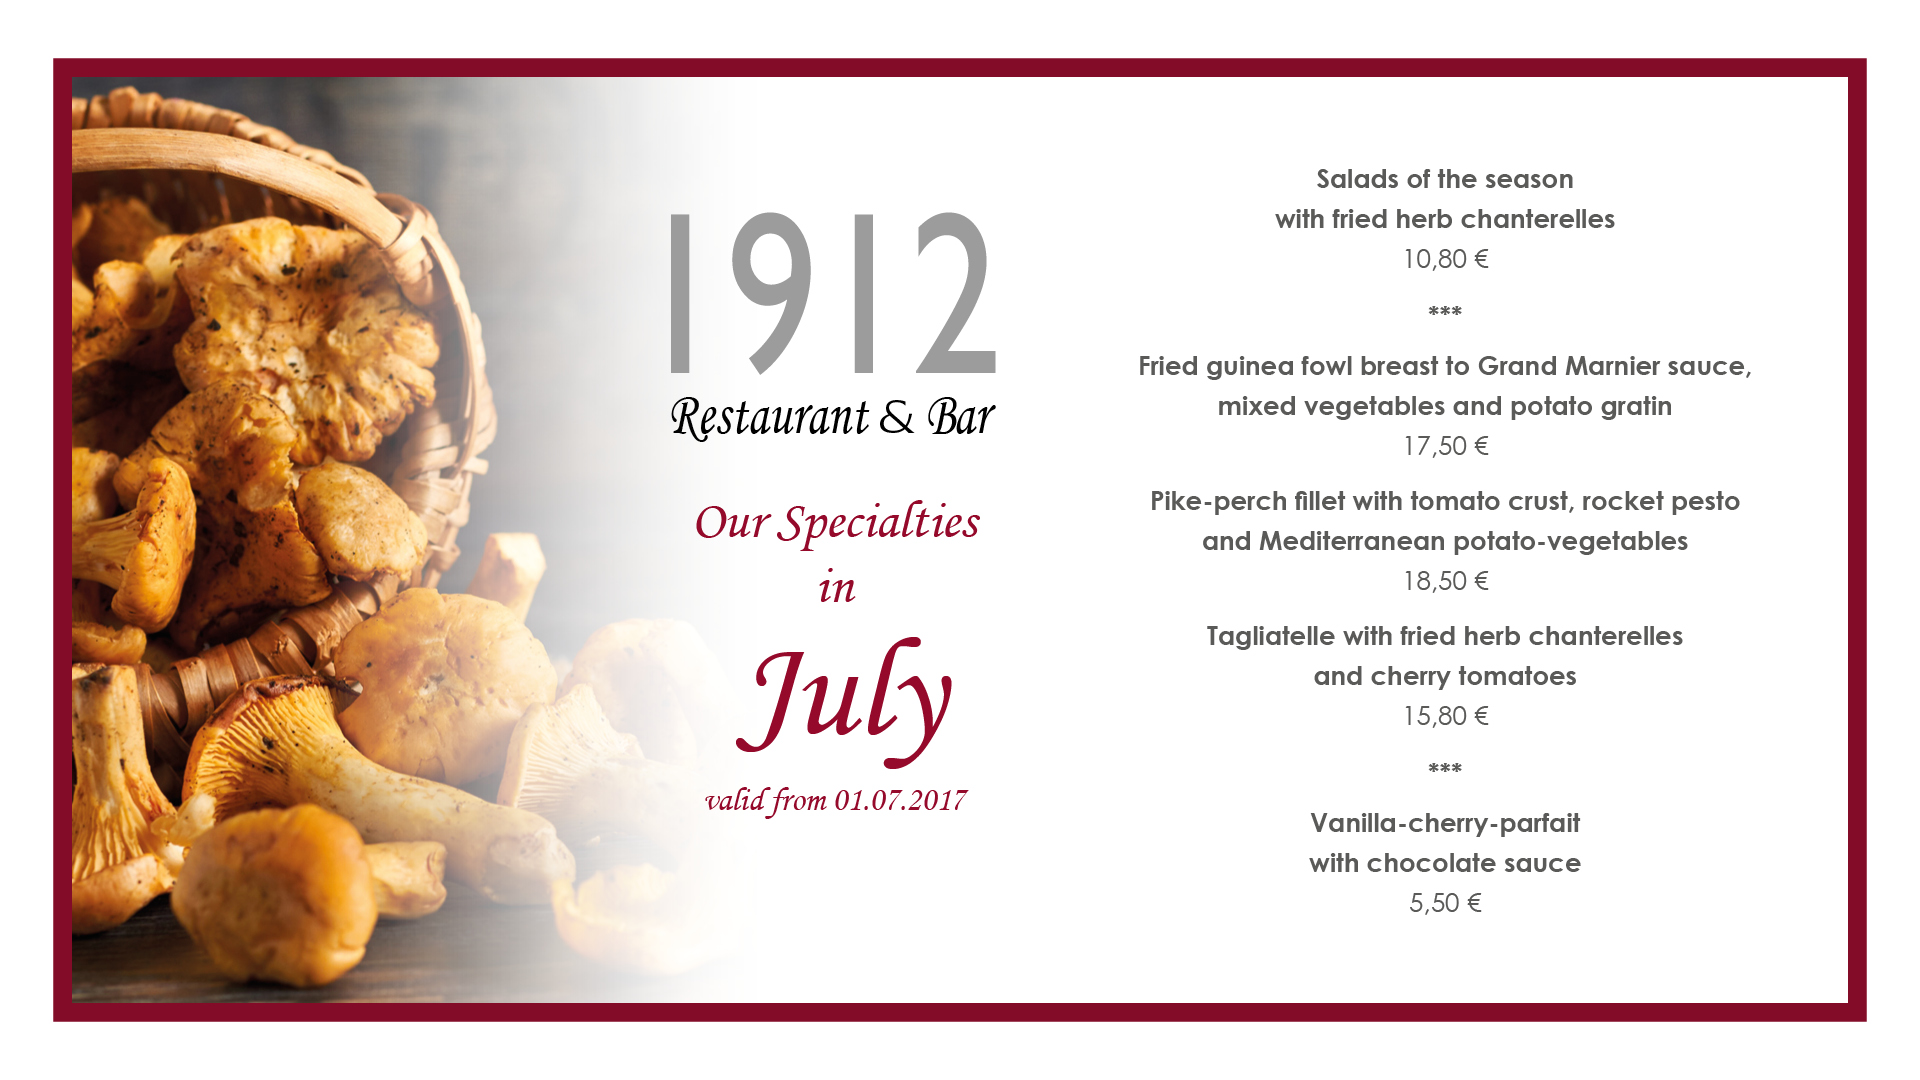 1912
Restaurant & Bar
Our Specialties
in
July
valid from 01.07.2017
Salads of the season
with fried herb chanterelles
10,80 €
***
Fried guinea fowl breast to Grand Marnier sauce,
mixed vegetables and potato gratin
17,50 €
Pike-perch fillet with tomato crust, rocket pesto
and Mediterranean potato-vegetables
18,50 €
Tagliatelle with fried herb chanterelles
and cherry tomatoes
15,80 €
***
Vanilla-cherry-parfait
with chocolate sauce
5,50 €